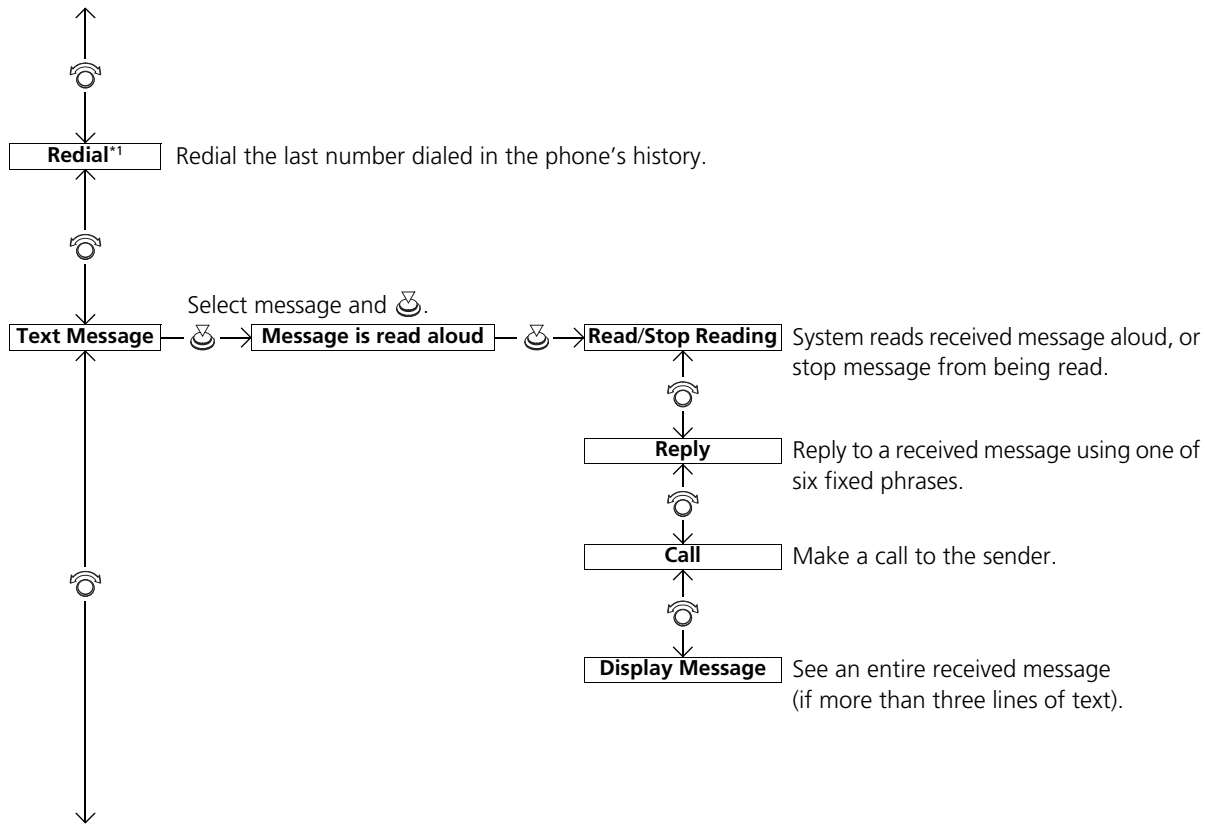 Redial*1
Redial the last number dialed in the phone's history.
Select message and .
Text Message
Message is read aloud
Read/Stop Reading
System reads received message aloud, or
stop message from being read.
Reply
Reply to a received message using one of
six fixed phrases.
Call
Make a call to the sender.
Display Message
See an entire received message
(if more than three lines of text).